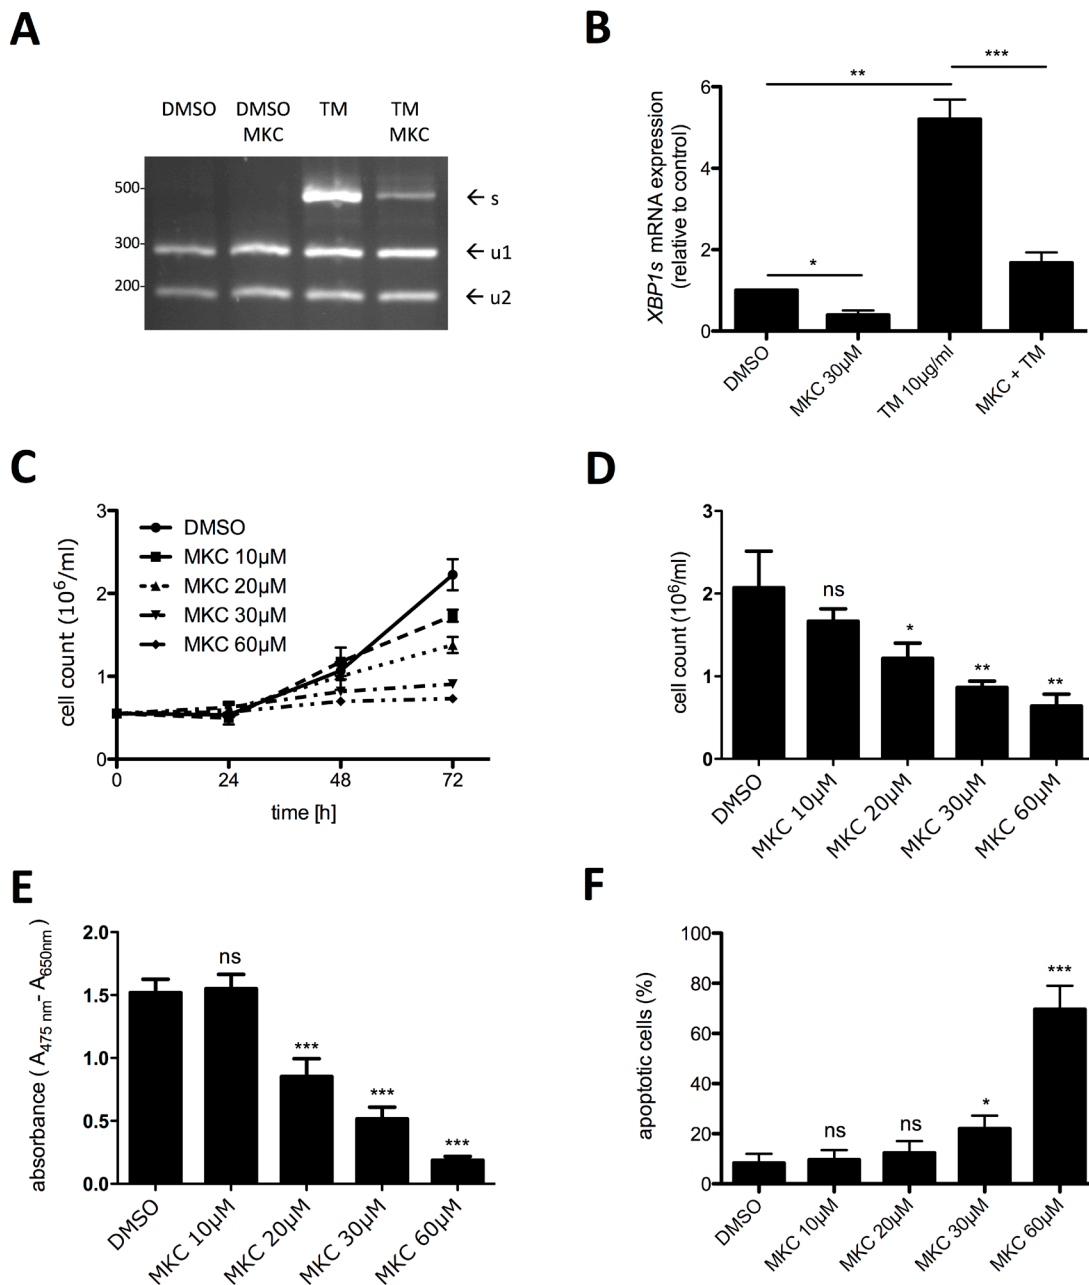 A
DMSO DMSO TM TM
MKC MKC
500
300
200
← s
← u1
← u2
B
XBP1s mRNA expression
(relative to control)
6
4
2
0
*
**
***
DMSO
MKC 30µM
TM 10µg/ml
MKC + TM
C
cell count (10⁶/ml)
3
2
1
0
DMSO
MKC 10µM
MKC 20µM
MKC 30µM
MKC 60µM
0 24 48 72
time [h]
D
cell count (10⁶/ml)
3
2
1
0
ns
*
**
**
DMSO
MKC 10µM
MKC 20µM
MKC 30µM
MKC 60µM
E
absorbance ( A475 nm- A650nm )
2.0
1.5
1.0
0.5
0.0
ns
***
***
***
DMSO
MKC 10µM
MKC 20µM
MKC 30µM
MKC 60µM
F
apoptotic cells (%)
100
80
60
40
20
0
ns
ns
*
***
DMSO
MKC 10µM
MKC 20µM
MKC 30µM
MKC 60µM